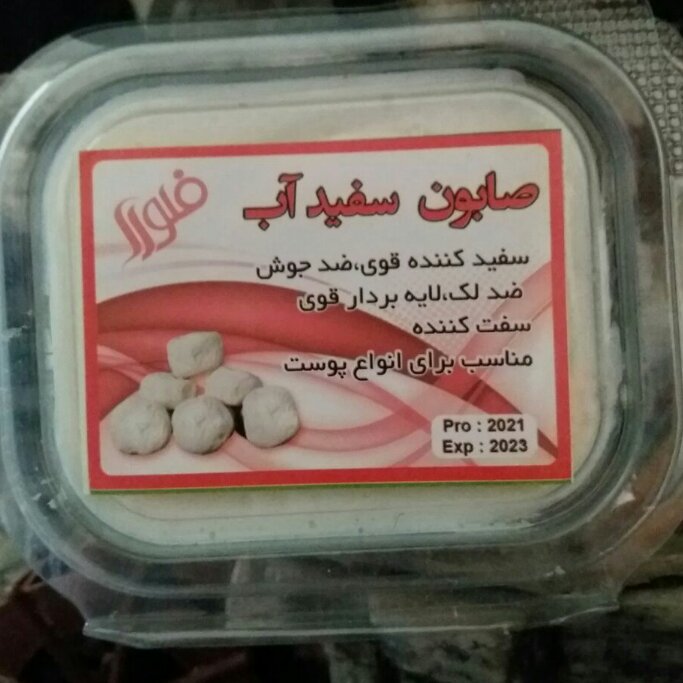 صابون سفید آب
فلورال
سفید کننده قوی،ضد جوش
ضد لک،لایه بردار قوی
سفت کننده
مناسب برای انواع پوست
Pro : 2021
Exp : 2023